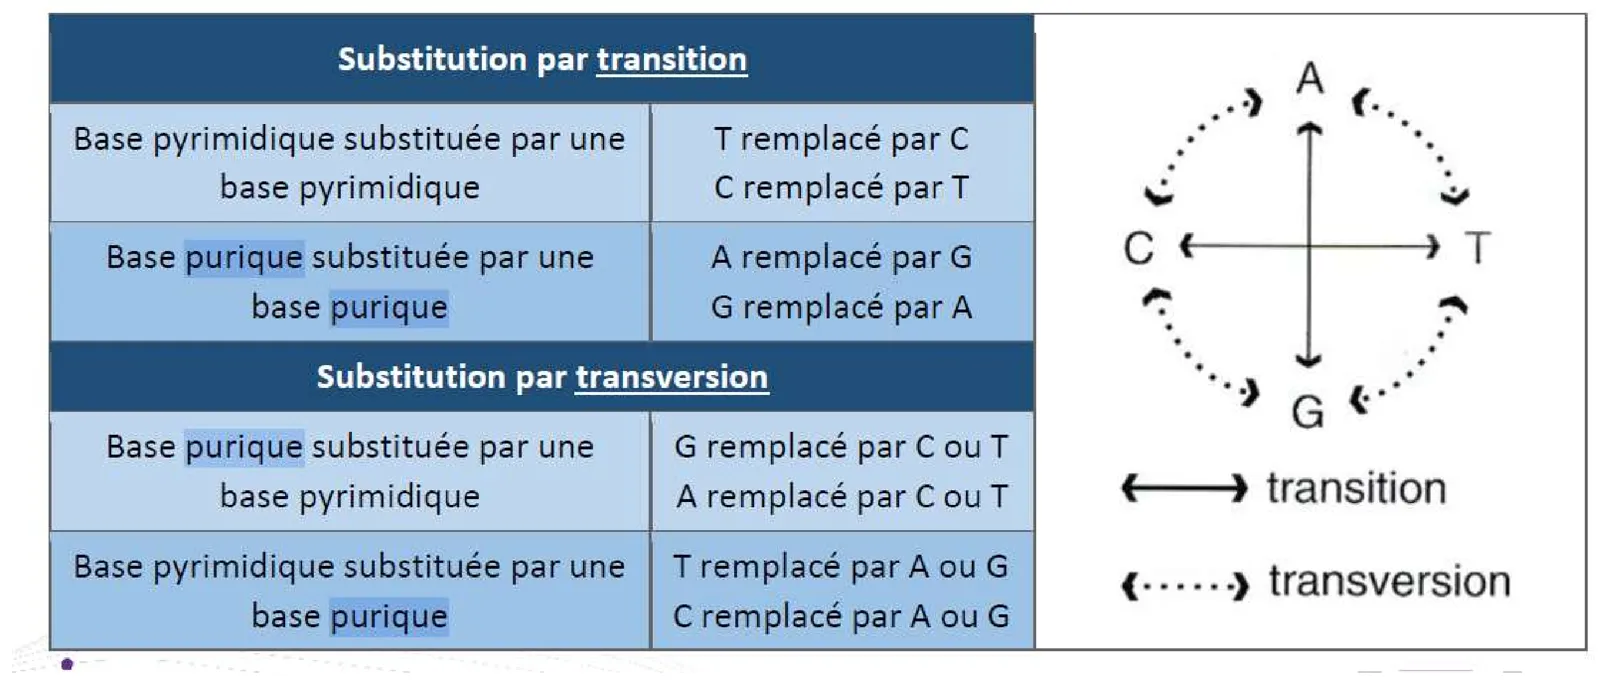 Substitution par transition
Base pyrimidique substituée par une
base pyrimidique
T remplacé par C
C remplacé par T
Base purique substituée par une
base purique
A remplacé par G
G remplacé par A
Substitution par transversion
Base purique substituée par une
base pyrimidique
G remplacé par C ou T
A remplacé par C ou T
Base pyrimidique substituée par une
base purique
T remplacé par A ou G
C remplacé par A ou G
A
C
T
G
transition
transversion